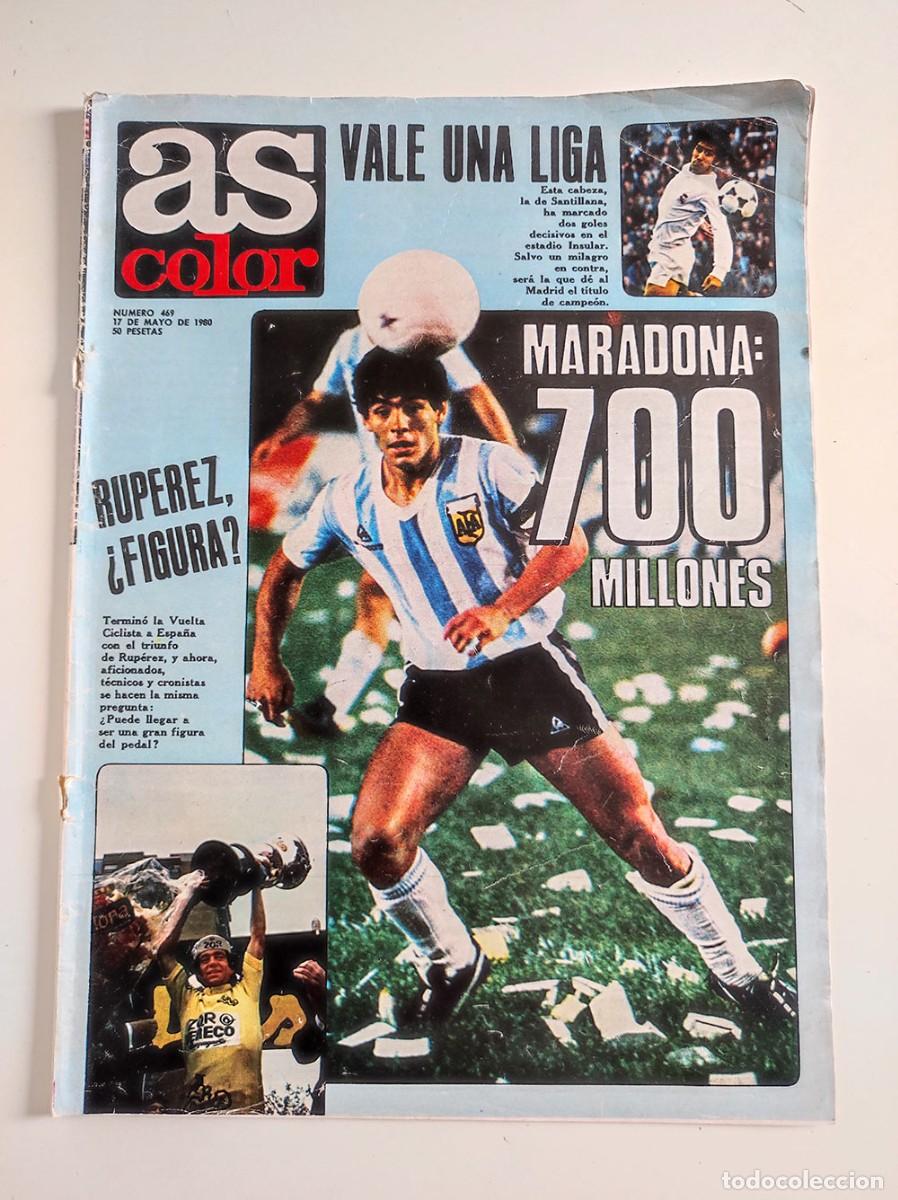 as
color
NUMERO 469
17 DE MAYO DE 1980
50 PESETAS
VALE UNA LIGA
Esta cabeza,
la de Santillana,
ha marcado
dos goles
decisivos en el
estadio Insular.
Salvo un milagro
en contra,
será la que dé al
Madrid el título
de campeón.
MARADONA:
700
MILLONES
RUPEREZ,
¿FIGURA?
Terminó la Vuelta
Ciclista a España
con el triunfo
de Rupérez, y ahora,
aficionados,
técnicos y cronistas
se hacen la misma
pregunta:
¿Puede llegar a
ser una gran figura
del pedal?
AFA
ZOR
todocoleccion